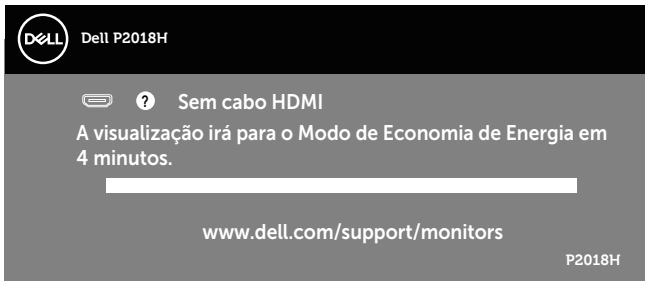 DELL
Dell P2018H
? Sem cabo HDMI
A visualização irá para o Modo de Economia de Energia em
4 minutos.
www.dell.com/support/monitors
P2018H